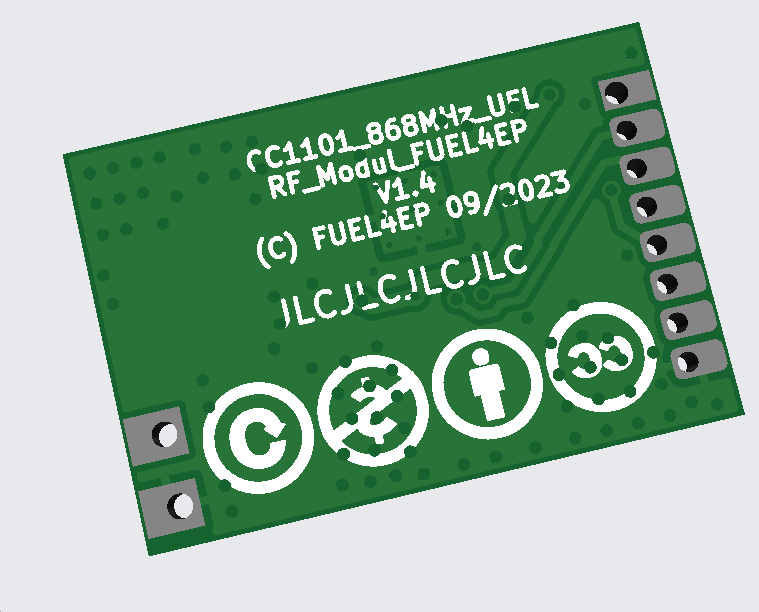 CC1101_868MHz_UFL
RF_Modul_FUEL4EP
V1.4
(C) FUEL4EP 09/2023
JLCJLCJLCJLC